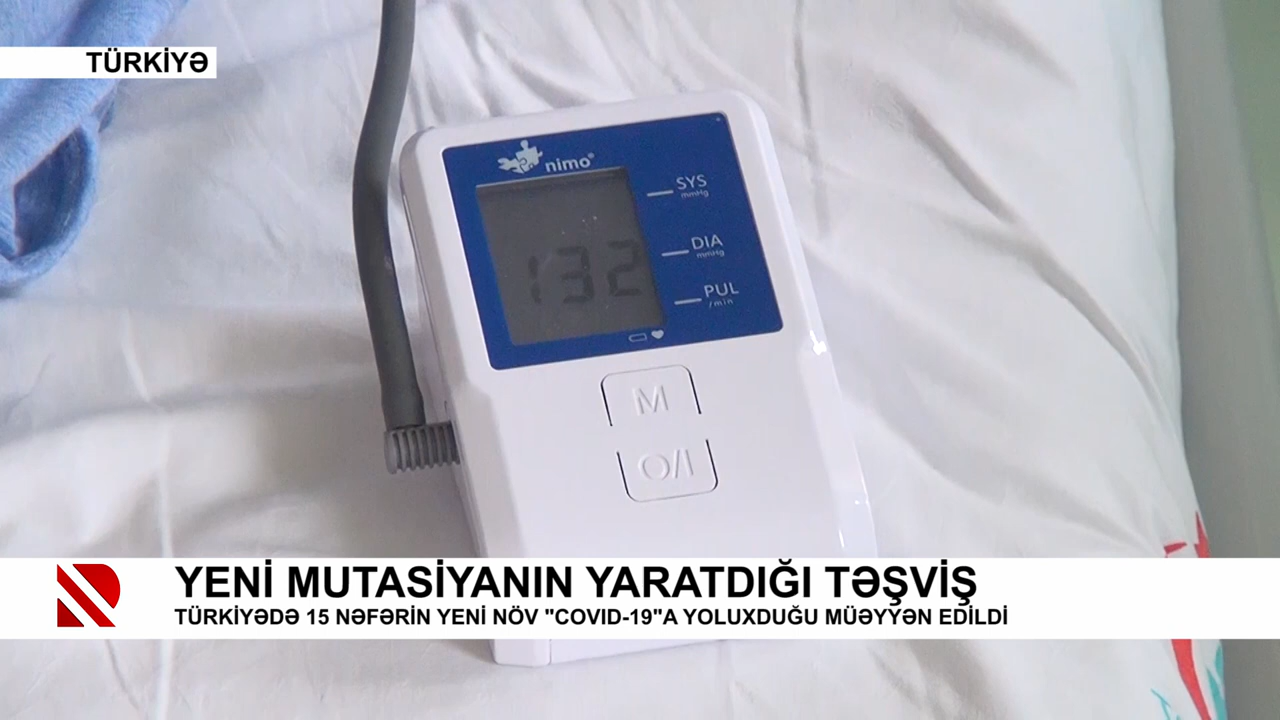 TÜRKİYƏ
nimo®
SYS
mmHg
132
DIA
mmHg
PUL
/min
M
O/I
YENİ MUTASİYANIN YARATDIĞI TƏŞVİŞ
TÜRKİYƏDƏ 15 NƏFƏRİN YENİ NÖV "COVID-19"A YOLUXDUĞU MÜƏYYƏN EDİLDİ